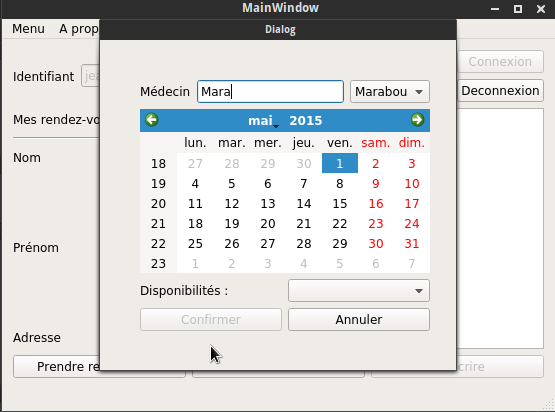 MainWindow
Menu A prop
Dialog
Identifiant
Connexion
Médecin Mara Marabou
Deconnexion
mai 2015
Mes rendez-vo
lun. mar. mer. jeu. ven. sam. dim.
Nom
18 27 28 29 30 1 2 3
19 4 5 6 7 8 9 10
20 11 12 13 14 15 16 17
21 18 19 20 21 22 23 24
22 25 26 27 28 29 30 31
Prénom
23 1 2 3 4 5 6 7
Disponibilités :
Confirmer Annuler
Adresse
Prendre re crire